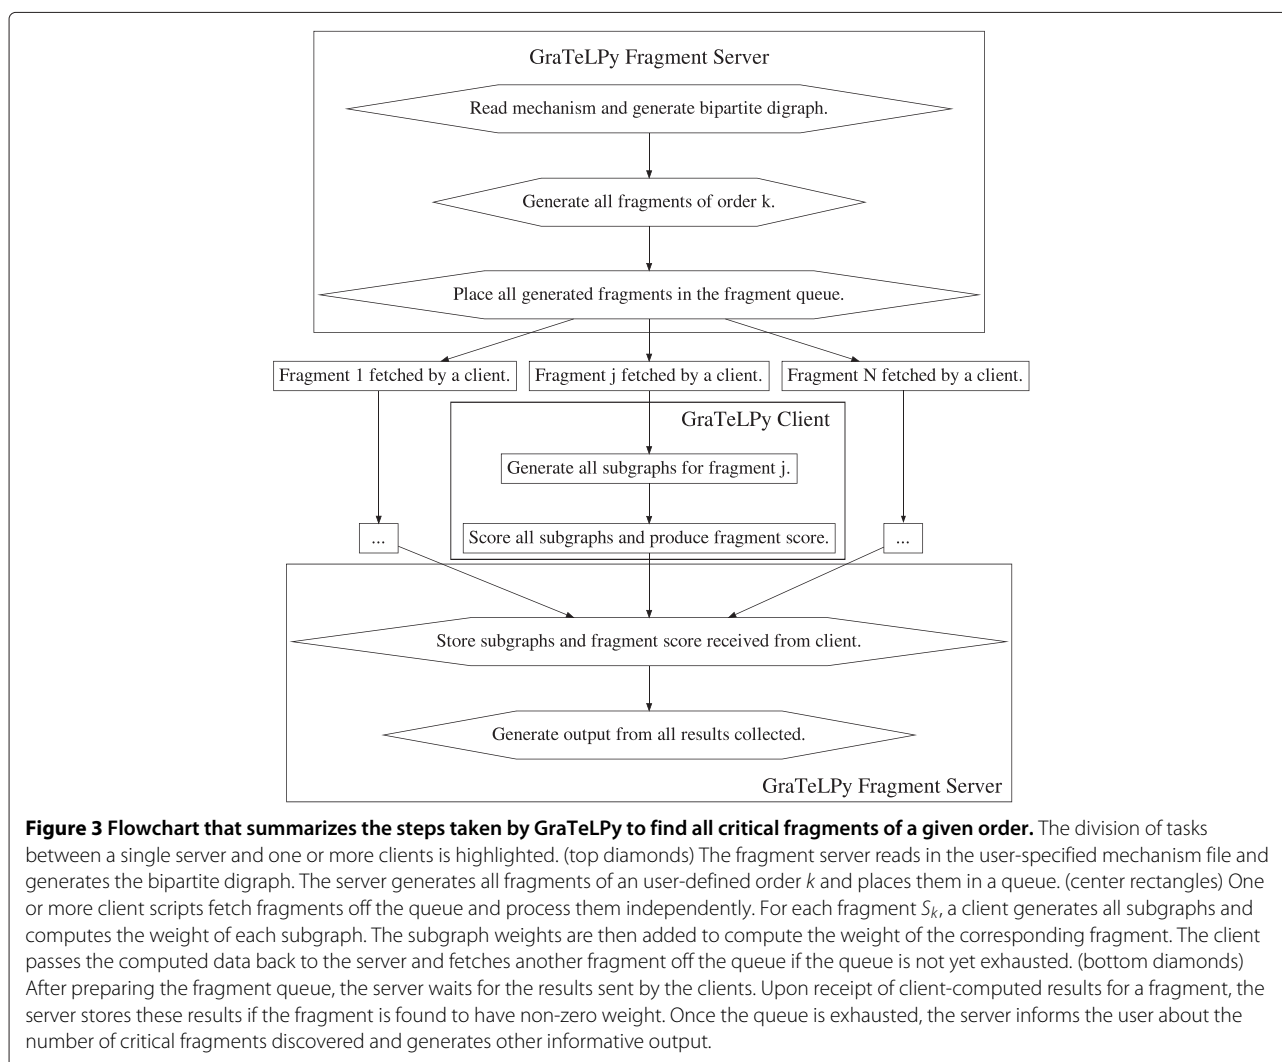 GraTeLPy Fragment Server
Read mechanism and generate bipartite digraph.
Generate all fragments of order k.
Place all generated fragments in the fragment queue.
Fragment 1 fetched by a client.
Fragment j fetched by a client.
Fragment N fetched by a client.
GraTeLPy Client
Generate all subgraphs for fragment j.
...
Score all subgraphs and produce fragment score.
...
Store subgraphs and fragment score received from client.
Generate output from all results collected.
GraTeLPy Fragment Server
Figure 3 Flowchart that summarizes the steps taken by GraTeLPy to find all critical fragments of a given order. The division of tasks
between a single server and one or more clients is highlighted. (top diamonds) The fragment server reads in the user-specified mechanism file and
generates the bipartite digraph. The server generates all fragments of an user-defined order k and places them in a queue. (center rectangles) One
or more client scripts fetch fragments off the queue and process them independently. For each fragment Sk, a client generates all subgraphs and
computes the weight of each subgraph. The subgraph weights are then added to compute the weight of the corresponding fragment. The client
passes the computed data back to the server and fetches another fragment off the queue if the queue is not yet exhausted. (bottom diamonds)
After preparing the fragment queue, the server waits for the results sent by the clients. Upon receipt of client-computed results for a fragment, the
server stores these results if the fragment is found to have non-zero weight. Once the queue is exhausted, the server informs the user about the
number of critical fragments discovered and generates other informative output.